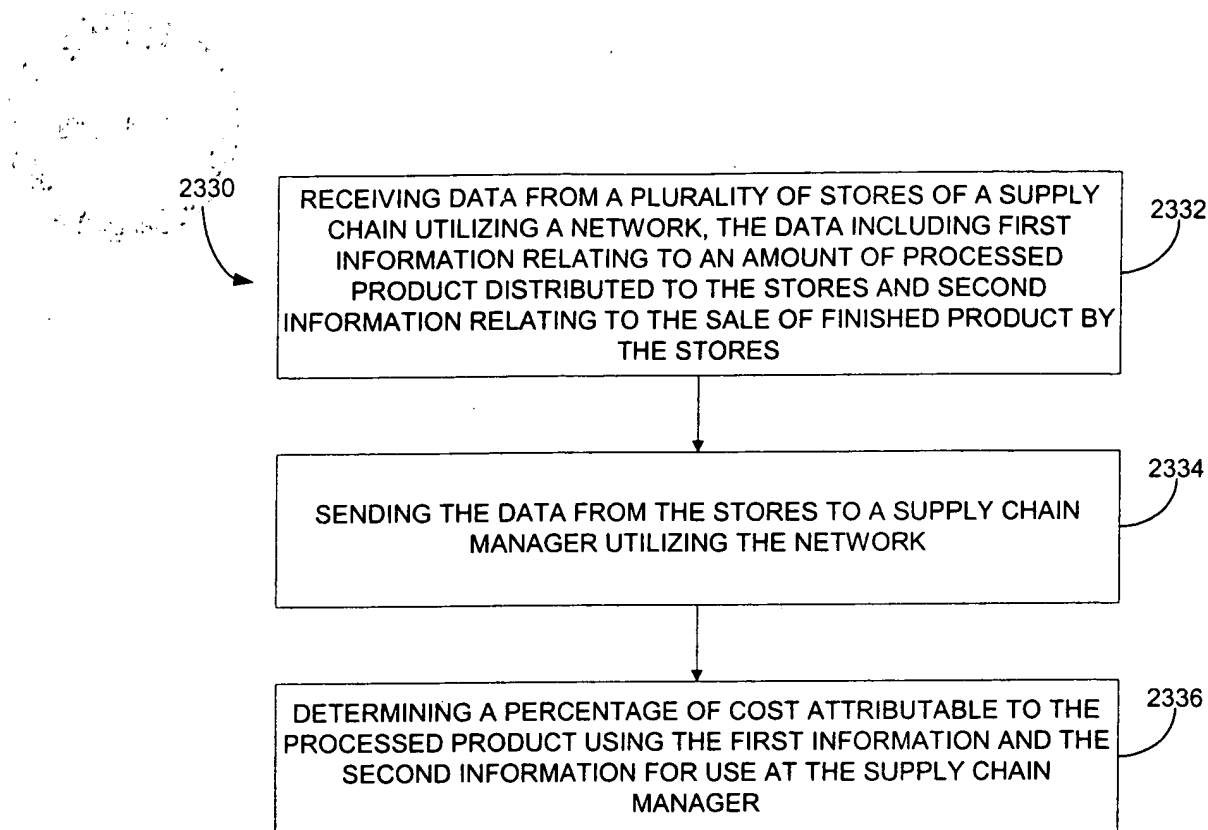 2330
RECEIVING DATA FROM A PLURALITY OF STORES OF A SUPPLY
CHAIN UTILIZING A NETWORK, THE DATA INCLUDING FIRST
INFORMATION RELATING TO AN AMOUNT OF PROCESSED
PRODUCT DISTRIBUTED TO THE STORES AND SECOND
INFORMATION RELATING TO THE SALE OF FINISHED PRODUCT BY
THE STORES
2332
SENDING THE DATA FROM THE STORES TO A SUPPLY CHAIN
MANAGER UTILIZING THE NETWORK
2334
DETERMINING A PERCENTAGE OF COST ATTRIBUTABLE TO THE
PROCESSED PRODUCT USING THE FIRST INFORMATION AND THE
SECOND INFORMATION FOR USE AT THE SUPPLY CHAIN
MANAGER
2336